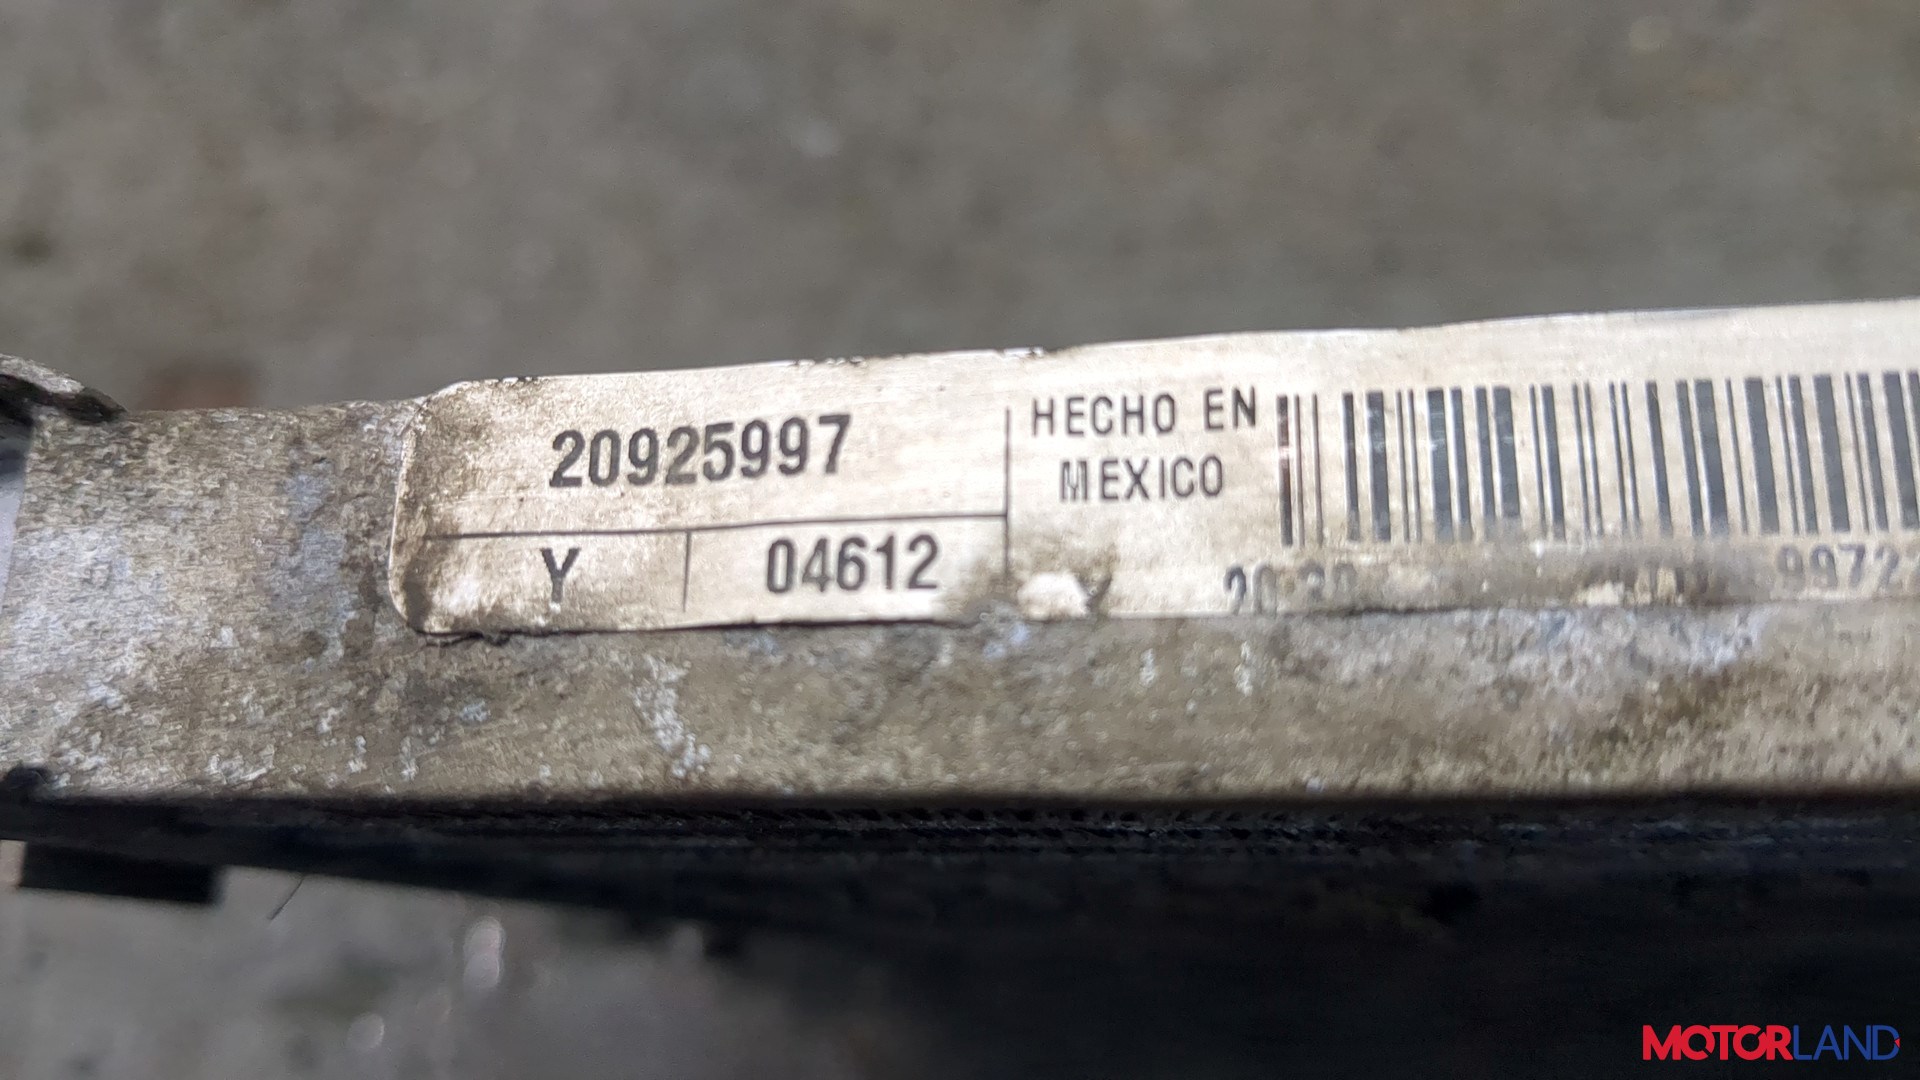 20925997
Y 04612
HECHO EN
MEXICO
MOTORLAND